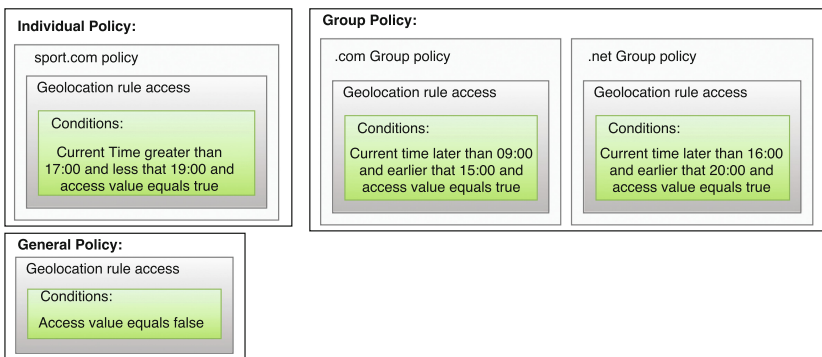 Individual Policy:
sport.com policy
Geolocation rule access
Conditions:
Current Time greater than
17:00 and less that 19:00 and
access value equals true
Group Policy:
.com Group policy
Geolocation rule access
Conditions:
Current time later than 09:00
and earlier that 15:00 and
access value equals true
.net Group policy
Geolocation rule access
Conditions:
Current time later than 16:00
and earlier that 20:00 and
access value equals true
General Policy:
Geolocation rule access
Conditions:
Access value equals false